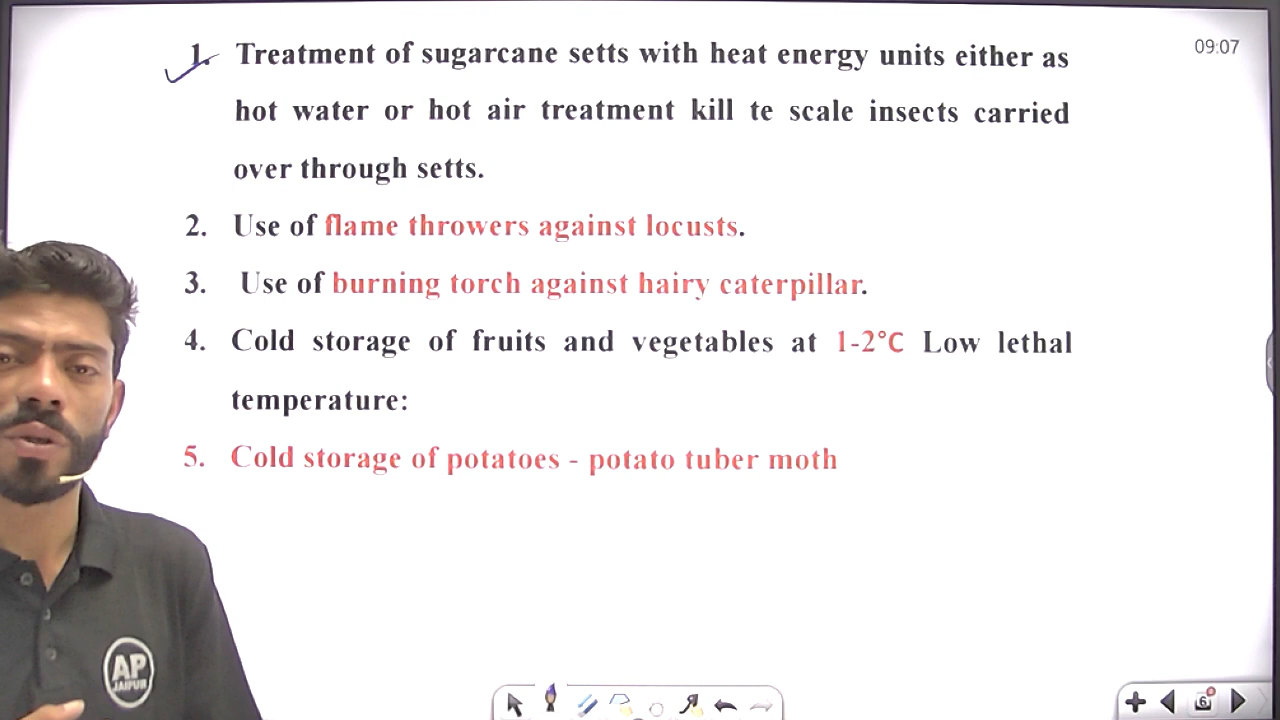 09:07
1. Treatment of sugarcane setts with heat energy units either as
hot water or hot air treatment kill te scale insects carried
over through setts.
2. Use of flame throwers against locusts.
3. Use of burning torch against hairy caterpillar.
4. Cold storage of fruits and vegetables at 1-2°C Low lethal
temperature:
5. Cold storage of potatoes - potato tuber moth
AP
JAIPUR
6